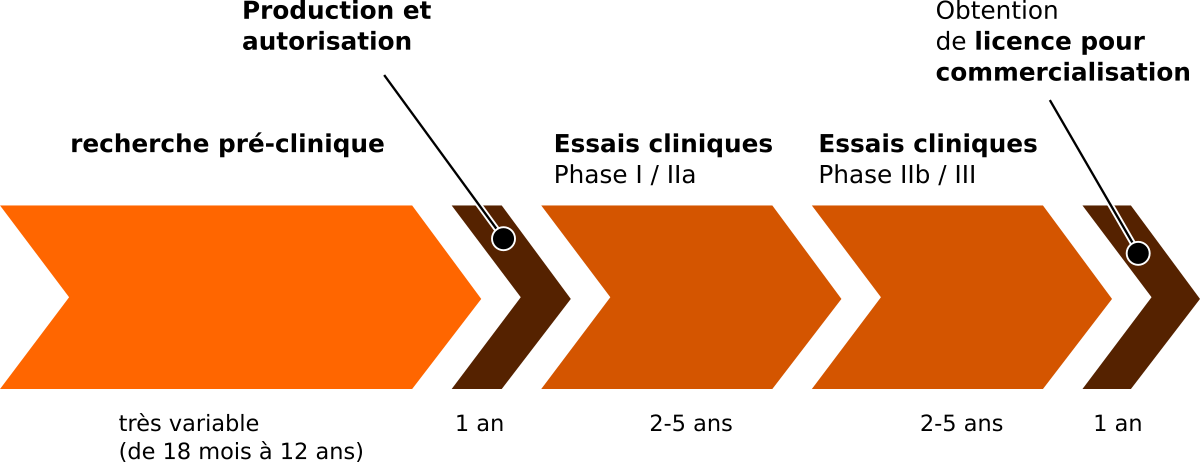 Production et
autorisation
Obtention
de licence pour
commercialisation
recherche pré-clinique
Essais cliniques
Phase I / IIa
Essais cliniques
Phase IIb / III
très variable
(de 18 mois à 12 ans)
1 an
2-5 ans
2-5 ans
1 an